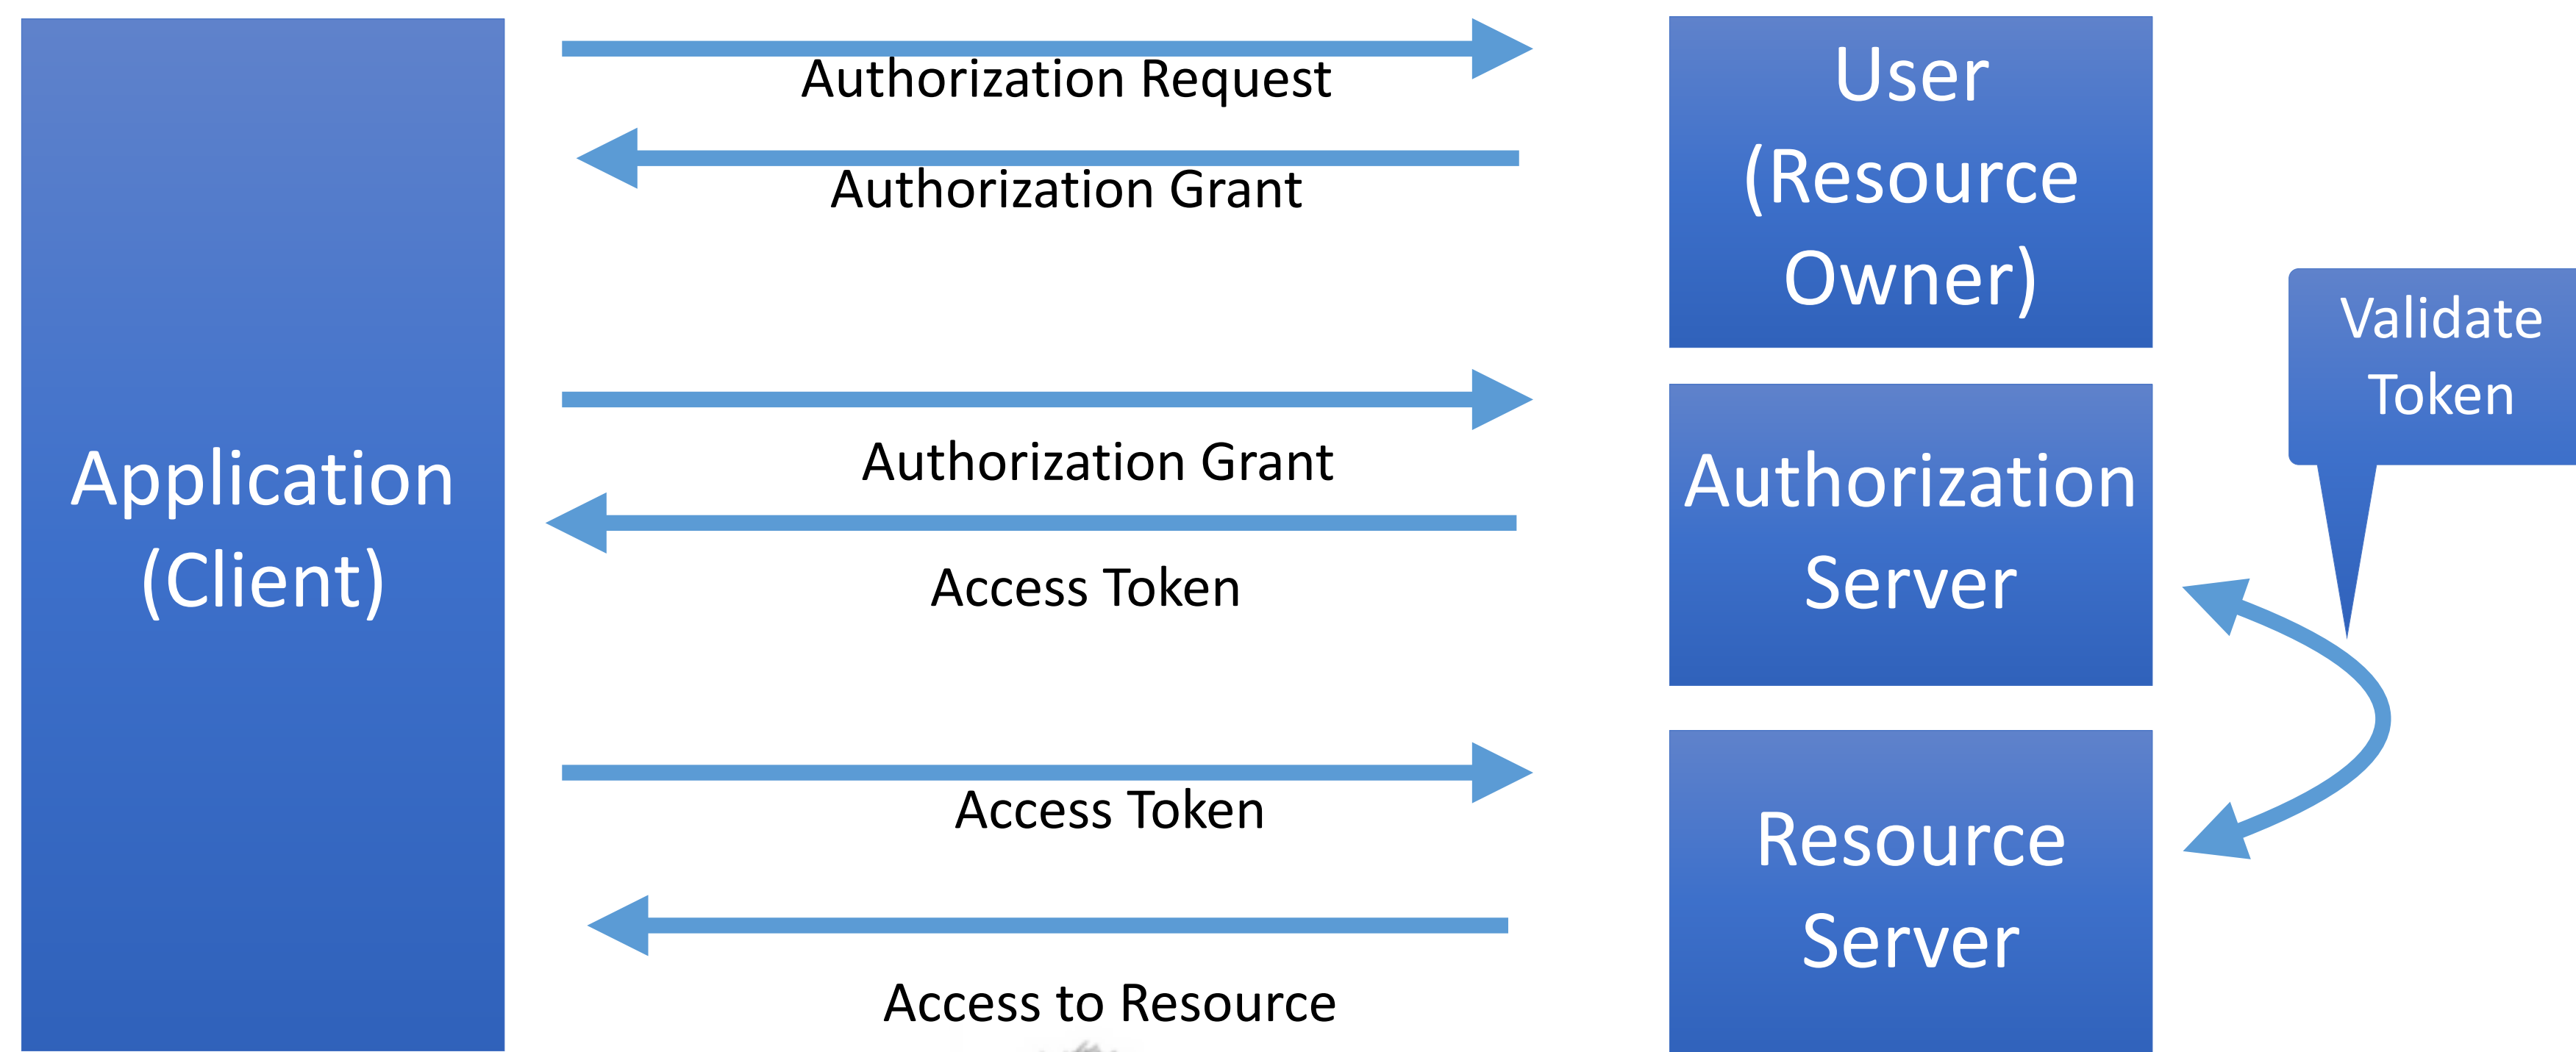 Application
(Client)
Authorization Request
Authorization Grant
Authorization Grant
Access Token
Access Token
Access to Resource
User
(Resource
Owner)
Authorization
Server
Resource
Server
Validate
Token